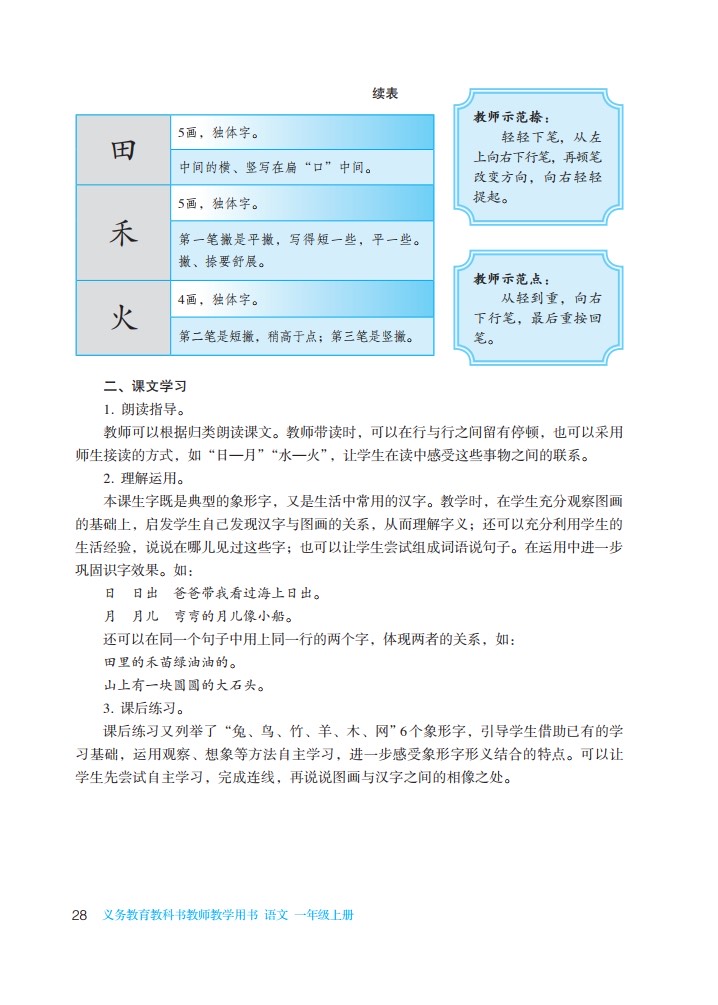 续表
田
5画，独体字。
中间的横、竖写在扁“口”中间。
禾
5画，独体字。
第一笔撇是平撇，写得短一些，平一些。
撇、捺要舒展。
火
4画，独体字。
第二笔是短撇，稍高于点；第三笔是竖撇。
教师示范捺：
轻轻下笔，从左
上向右下行笔，再顿笔
改变方向，向右轻轻
提起。
教师示范点：
从轻到重，向右
下行笔，最后重按回
笔。
二、课文学习
1. 朗读指导。
教师可以根据归类朗读课文。教师带读时，可以在行与行之间留有停顿，也可以采用
师生接读的方式，如“日—月”“水—火”，让学生在读中感受这些事物之间的联系。
2. 理解运用。
本课生字既是典型的象形字，又是生活中常用的汉字。教学时，在学生充分观察图画
的基础上，启发学生自己发现汉字与图画的关系，从而理解字义；还可以充分利用学生的
生活经验，说说在哪儿见过这些字；也可以让学生尝试组成词语说句子。在运用中进一步
巩固识字效果。如：
日 日出 爸爸带我看过海上日出。
月 月儿 弯弯的月儿像小船。
还可以在同一个句子中用上同一行的两个字，体现两者的关系，如：
田里的禾苗绿油油的。
山上有一块圆圆的大石头。
3. 课后练习。
课后练习又列举了“兔、鸟、竹、羊、木、网”6个象形字，引导学生借助已有的学
习基础，运用观察、想象等方法自主学习，进一步感受象形字形义结合的特点。可以让
学生先尝试自主学习，完成连线，再说说图画与汉字之间的相像之处。
28 义务教育教科书教师教学用书 语文 一年级上册